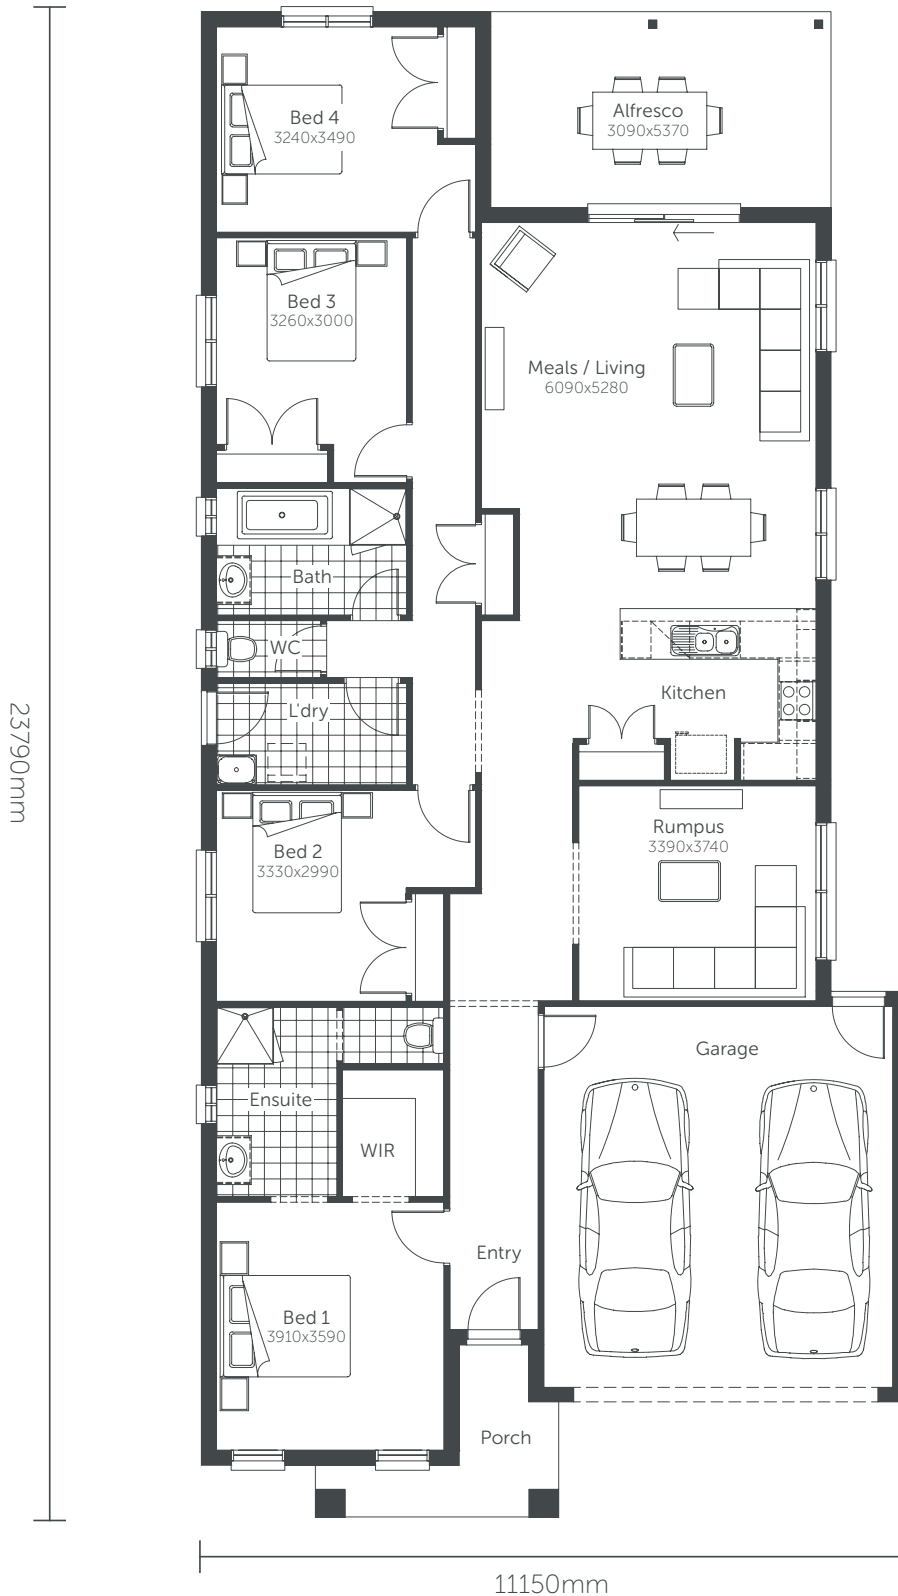 Bed 4
3240x3490
Alfresco
3090x5370
Bed 3
3260x3000
Meals / Living
6090x5280
Bath
WC
Kitchen
L'dry
23790mm
Rumpus
3390x3740
Bed 2
3330x2990
Garage
Ensuite
WIR
Entry
Bed 1
3910x3590
Porch
11150mm